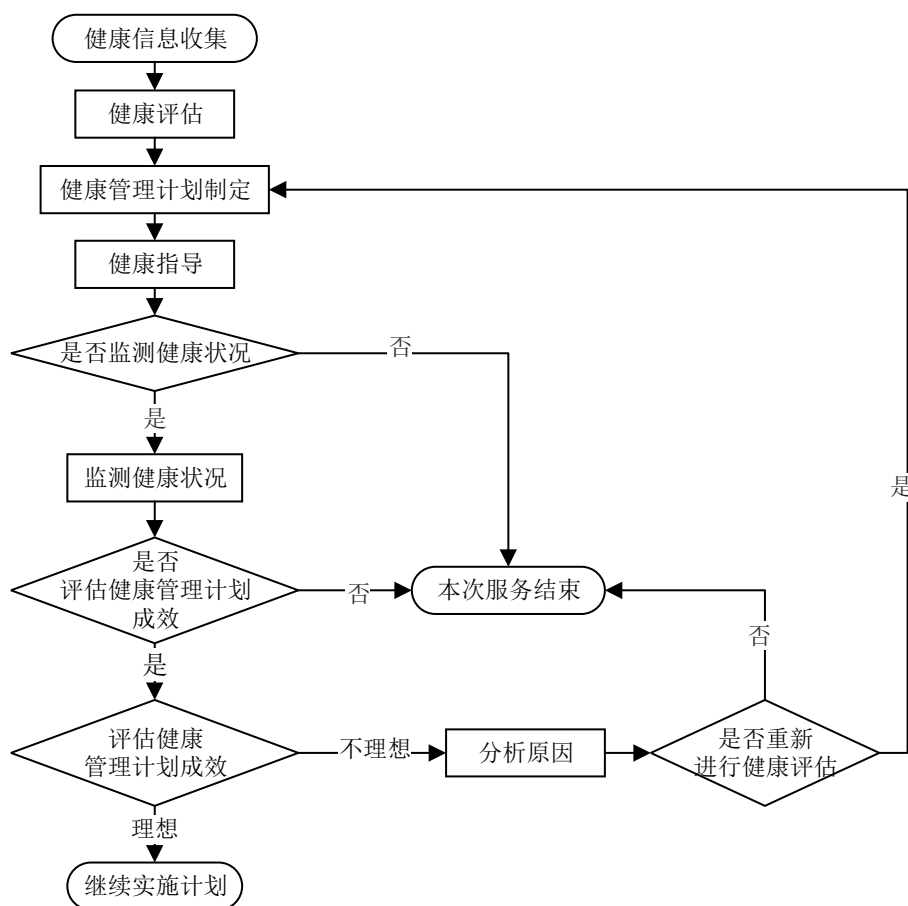 健康信息收集
健康评估
健康管理计划制定
健康指导
是否监测健康状况
否
是
监测健康状况
是
是否
评估健康管理计划
成效
否
本次服务结束
否
是
评估健康
管理计划成效
不理想
分析原因
是否重新
进行健康评估
理想
继续实施计划